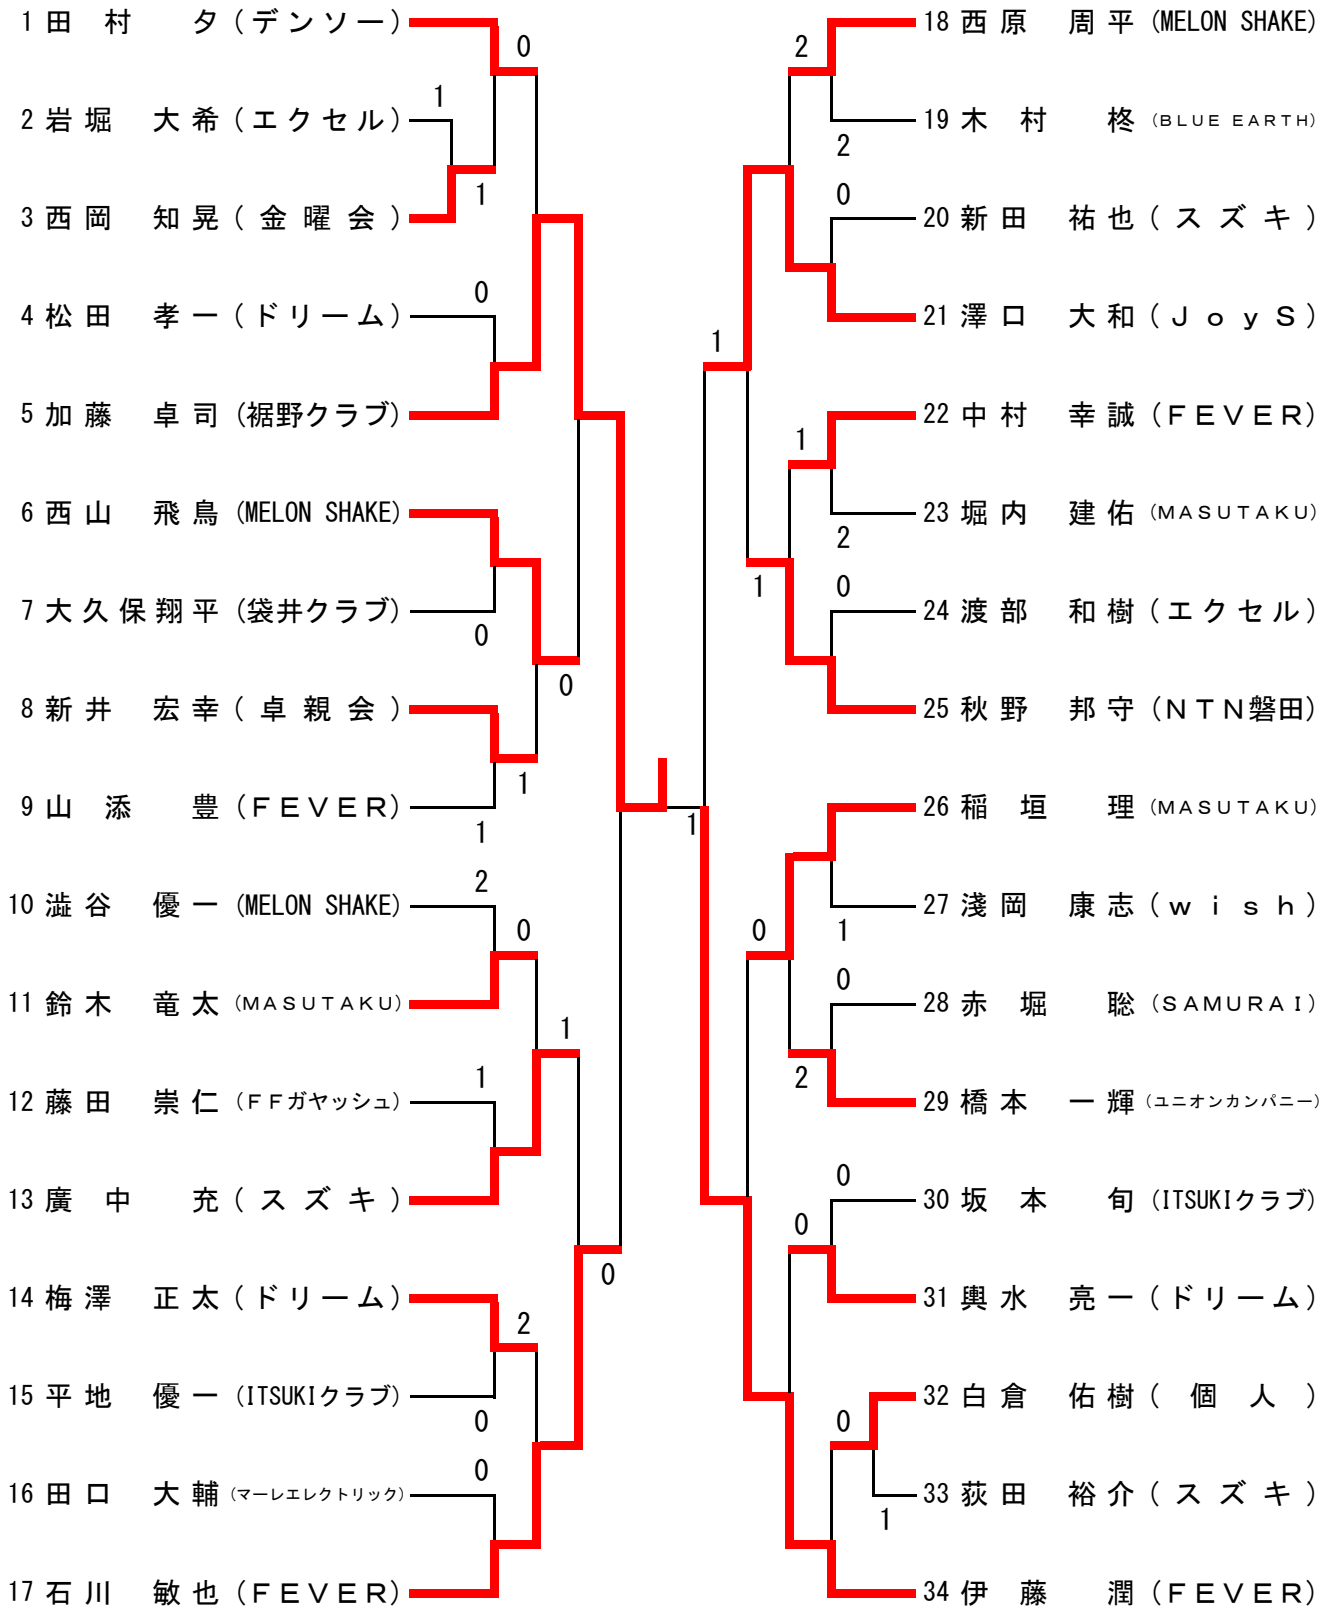 1 田村 夕 (デンソー)
0
1
2 岩堀 大希 (エクセル)
1
3 西岡 知晃 (金曜会)
0
4 松田 孝一 (ドリーム)
5 加藤 卓司 (裾野クラブ)
6 西山 飛鳥 (MELON SHAKE)
7 大久保翔平 (袋井クラブ)
0
0
8 新井 宏幸 (卓親会)
1
9 山添 豊 (FEVER)
1
2
10 澁谷 優一 (MELON SHAKE)
0
11 鈴木 竜太 (MASUTAKU)
1
1
12 藤田 崇仁 (FFガヤッシュ)
13 廣中 充 (スズキ)
0
14 梅澤 正太 (ドリーム)
2
15 平地 優一 (ITSUKIクラブ)
0
0
16 田口 大輔 (マーレエレクトリック)
17 石川 敏也 (FEVER)
1
18 西原 周平 (MELON SHAKE)
2
19 木村 柊 (BLUE EARTH)
2
0
20 新田 祐也 (スズキ)
21 澤口 大和 (JoyS)
1
22 中村 幸誠 (FEVER)
1
23 堀内 建佑 (MASUTAKU)
2
1
0
24 渡部 和樹 (エクセル)
25 秋野 邦守 (NTN磐田)
26 稲垣 理 (MASUTAKU)
27 淺岡 康志 (wish)
0
1
0
28 赤堀 聡 (SAMURAI)
2
29 橋本 一輝 (ユニオンカンパニー)
0
30 坂本 旬 (ITSUKIクラブ)
0
31 輿水 亮一 (ドリーム)
32 白倉 佑樹 (個人)
0
33 荻田 裕介 (スズキ)
1
34 伊藤 潤 (FEVER)